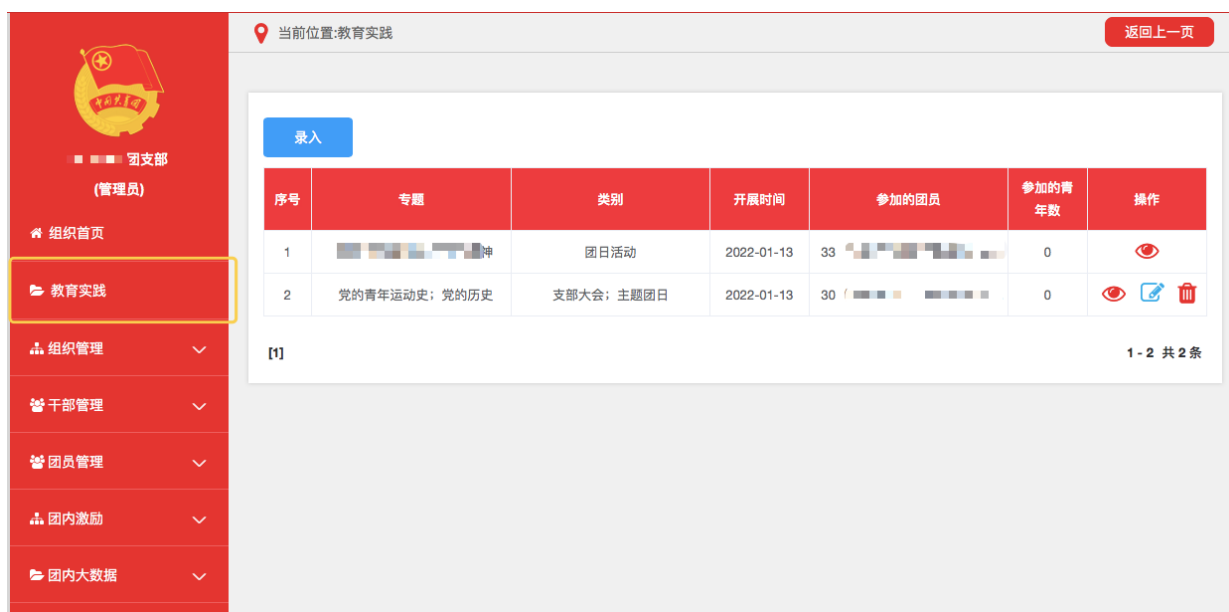 当前位置:教育实践
返回上一页
中国共青团
团支部
(管理员)
组织首页
教育实践
组织管理
干部管理
团员管理
团内激励
团内大数据
录入
序号 专题 类别 开展时间 参加的团员 参加的青年数 操作
1 神 团日活动 2022-01-13 33 0
2 党的青年运动史；党的历史 支部大会；主题团日 2022-01-13 30 0
[1] 1 - 2 共 2 条